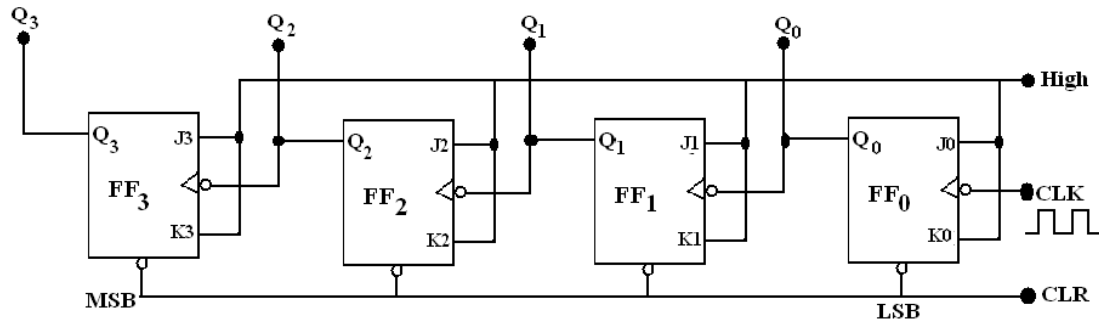 Q3 Q2 Q1 Q0
High
Q3 J3 Q2 J2 Q1 J1 Q0 J0
FF3 FF2 FF1 FF0 CLK
K3 K2 K1 K0
MSB LSB CLR